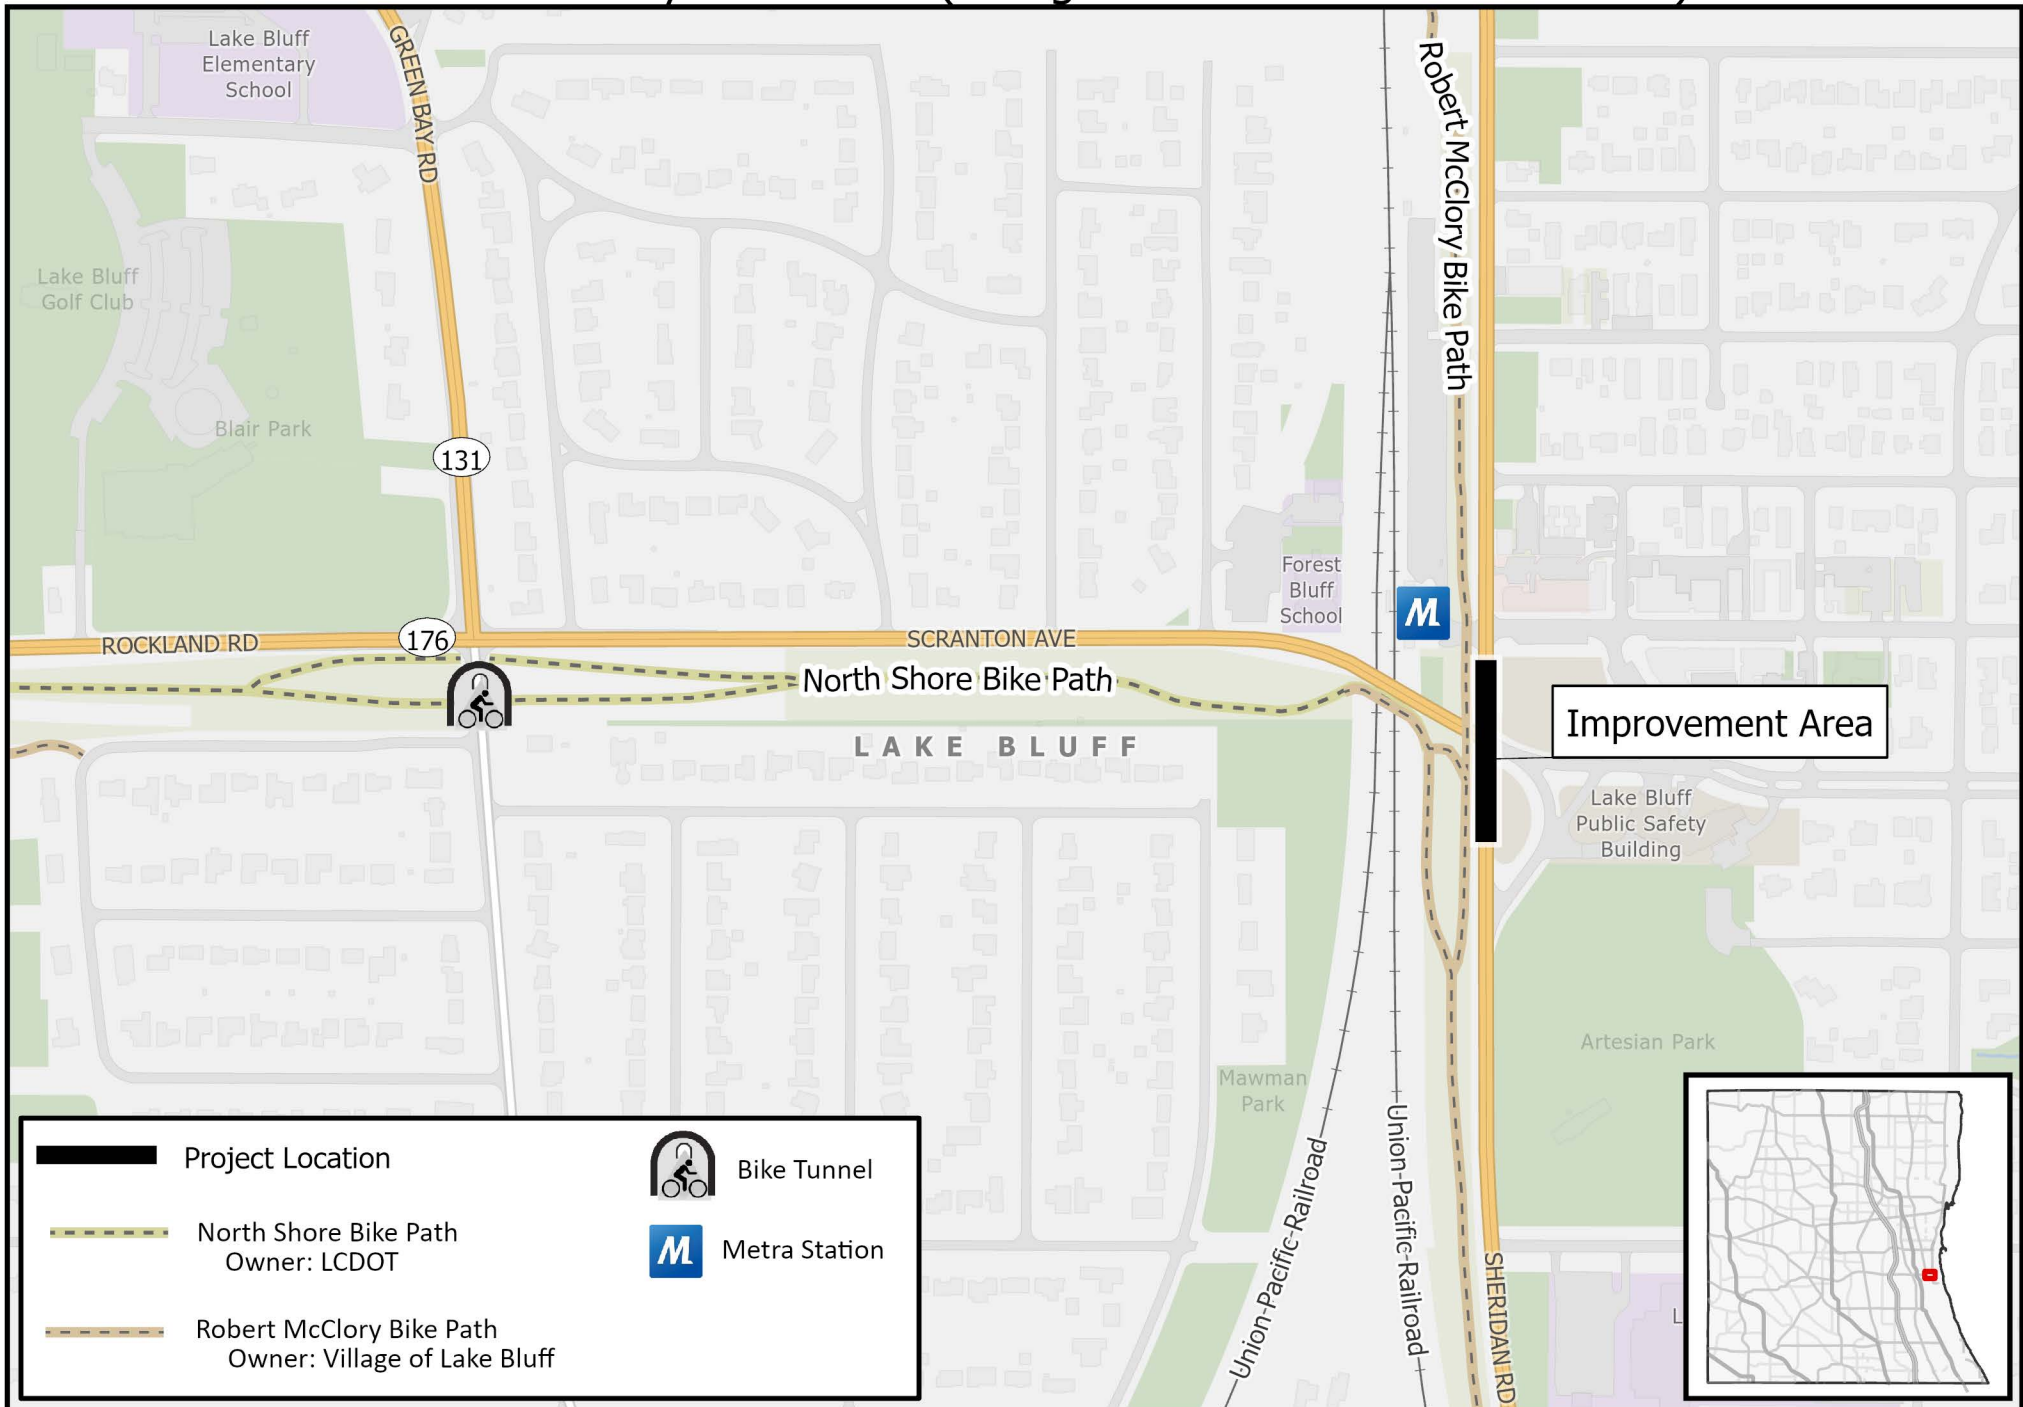 Lake Bluff
Elementary
School
GREEN BAY RD
Robert McClory Bike Path
Lake Bluff
Golf Club
Blair Park
131
Forest
Bluff
School
M
ROCKLAND RD
176
SCRANTON AVE
North Shore Bike Path
Improvement Area
LAKE BLUFF
Lake Bluff
Public Safety
Building
Artesian Park
Mawman
Park
Union-Pacific-Railroad
Union-Pacific-Railroad
SHERIDAN RD
L
Project Location
Bike Tunnel
North Shore Bike Path
Owner: LCDOT
M
Metra Station
Robert McClory Bike Path
Owner: Village of Lake Bluff